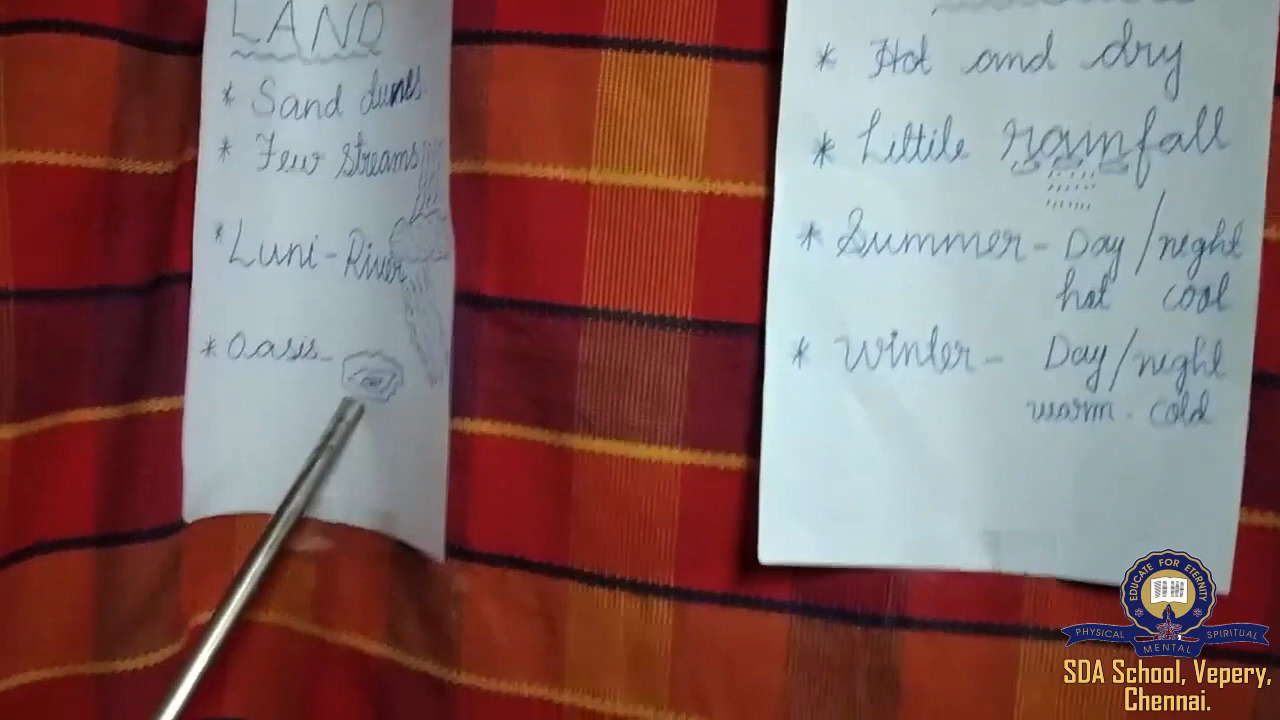 LAND
* Sand dunes.
* Few Streams
* Luni - River
* Oasis -
* Hot and dry
* Littile rainfall
* Summer - Day / night
hot cool
* Winter - Day / night
warm - cold
EDUCATE FOR ETERNITY
PHYSICAL MENTAL SPIRITUAL
SDA School, Vepery,
Chennai.